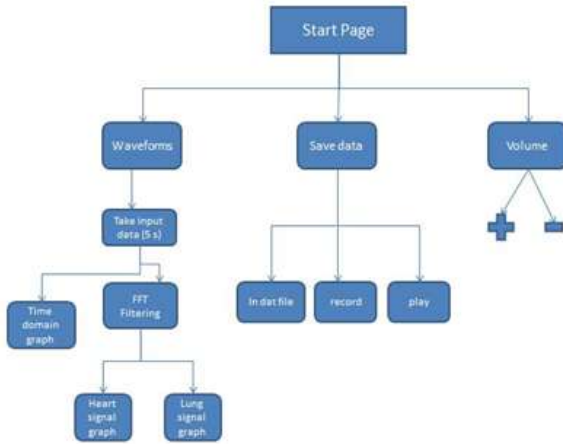 Start Page
Waveforms
Save data
Volume
Take input
data (5 s)
In dat file
record
play
Time
domain
graph
FFT
Filtering
Heart
signal
graph
Lung
signal
graph